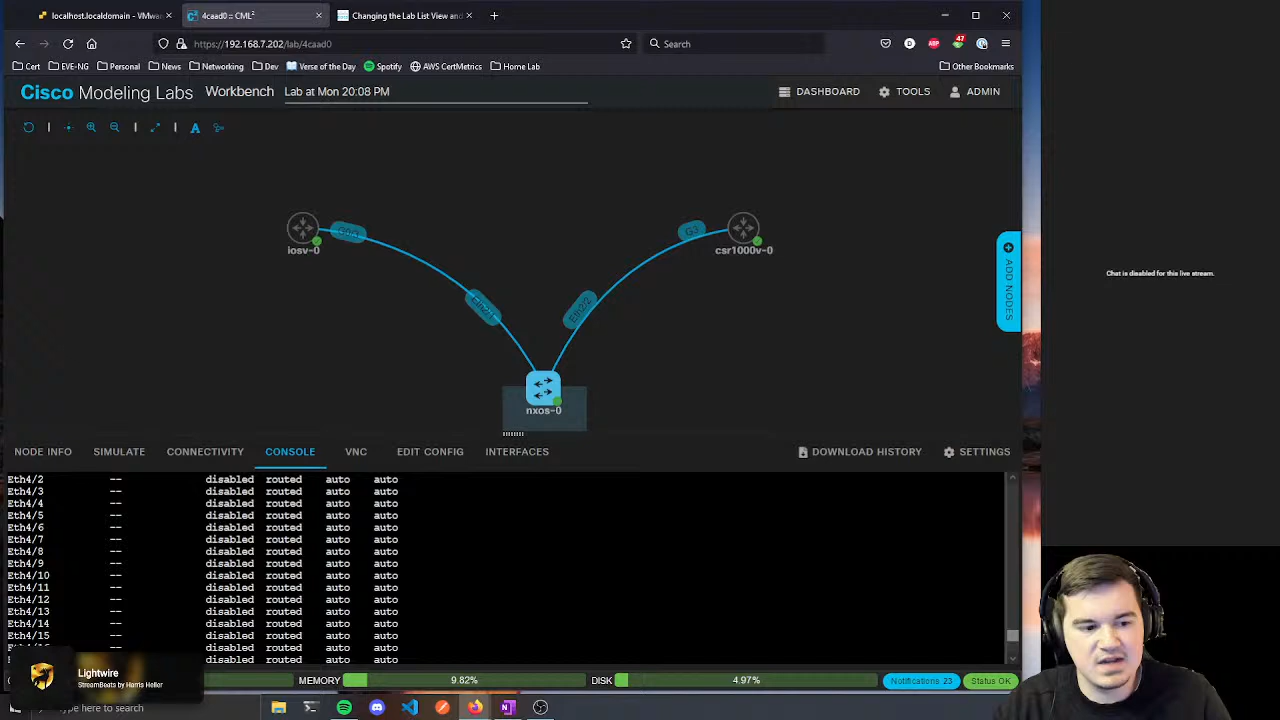 localhost.localdomain - VMwar
4caad0 :: CML²
Changing the Lab List View and
https://192.168.7.202/lab/4caad0
Search
47
Cert
EVE-NG
Personal
News
Networking
Dev
Verse of the Day
Spotify
AWS CertMetrics
Home Lab
Other Bookmarks
Cisco Modeling Labs
Workbench
Lab at Mon 20:08 PM
DASHBOARD
TOOLS
ADMIN
A
iosv-0
G3
csr1000v-0
Eth2/2
nxos-0
ADD NODES
Chat is disabled for this live stream.
NODE INFO
SIMULATE
CONNECTIVITY
CONSOLE
VNC
EDIT CONFIG
INTERFACES
DOWNLOAD HISTORY
SETTINGS
Eth4/2 -- disabled routed auto auto
Eth4/3 -- disabled routed auto auto
Eth4/4 -- disabled routed auto auto
Eth4/5 -- disabled routed auto auto
Eth4/6 -- disabled routed auto auto
Eth4/7 -- disabled routed auto auto
Eth4/8 -- disabled routed auto auto
Eth4/9 -- disabled routed auto auto
Eth4/10 -- disabled routed auto auto
Eth4/11 -- disabled routed auto auto
Eth4/12 -- disabled routed auto auto
Eth4/13 -- disabled routed auto auto
Eth4/14 -- disabled routed auto auto
Eth4/15 -- disabled routed auto auto
-- disabled routed auto auto
-- disabled routed auto auto
Lightwire
StreamBeats by Harris Heller
MEMORY
9.82%
DISK
4.97%
Notifications 23
Status OK
here to search